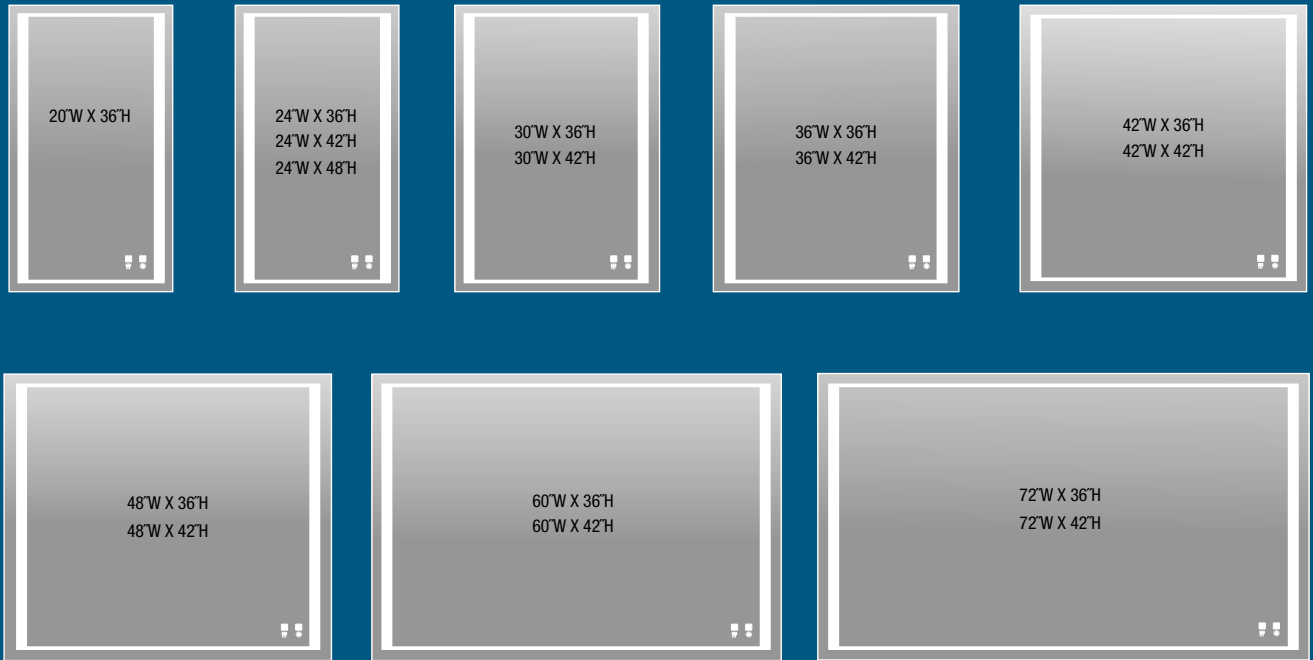 20˝W X 36˝H
24˝W X 36˝H
24˝W X 42˝H
24˝W X 48˝H
30˝W X 36˝H
30˝W X 42˝H
36˝W X 36˝H
36˝W X 42˝H
42˝W X 36˝H
42˝W X 42˝H
48˝W X 36˝H
48˝W X 42˝H
60˝W X 36˝H
60˝W X 42˝H
72˝W X 36˝H
72˝W X 42˝H